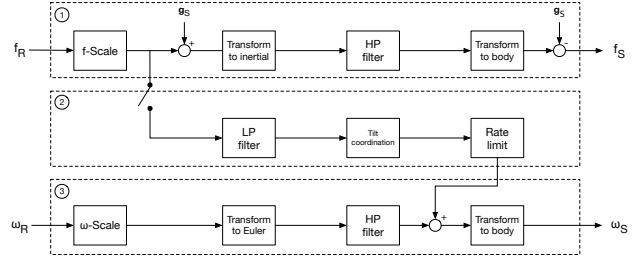 1
g_S
g_S
f_R
f-Scale
+
Transform
to inertial
HP
filter
Transform
to body
-
f_S
2
LP
filter
Tilt
coordination
Rate
limit
3
ω_R
ω-Scale
Transform
to Euler
HP
filter
+
Transform
to body
ω_S